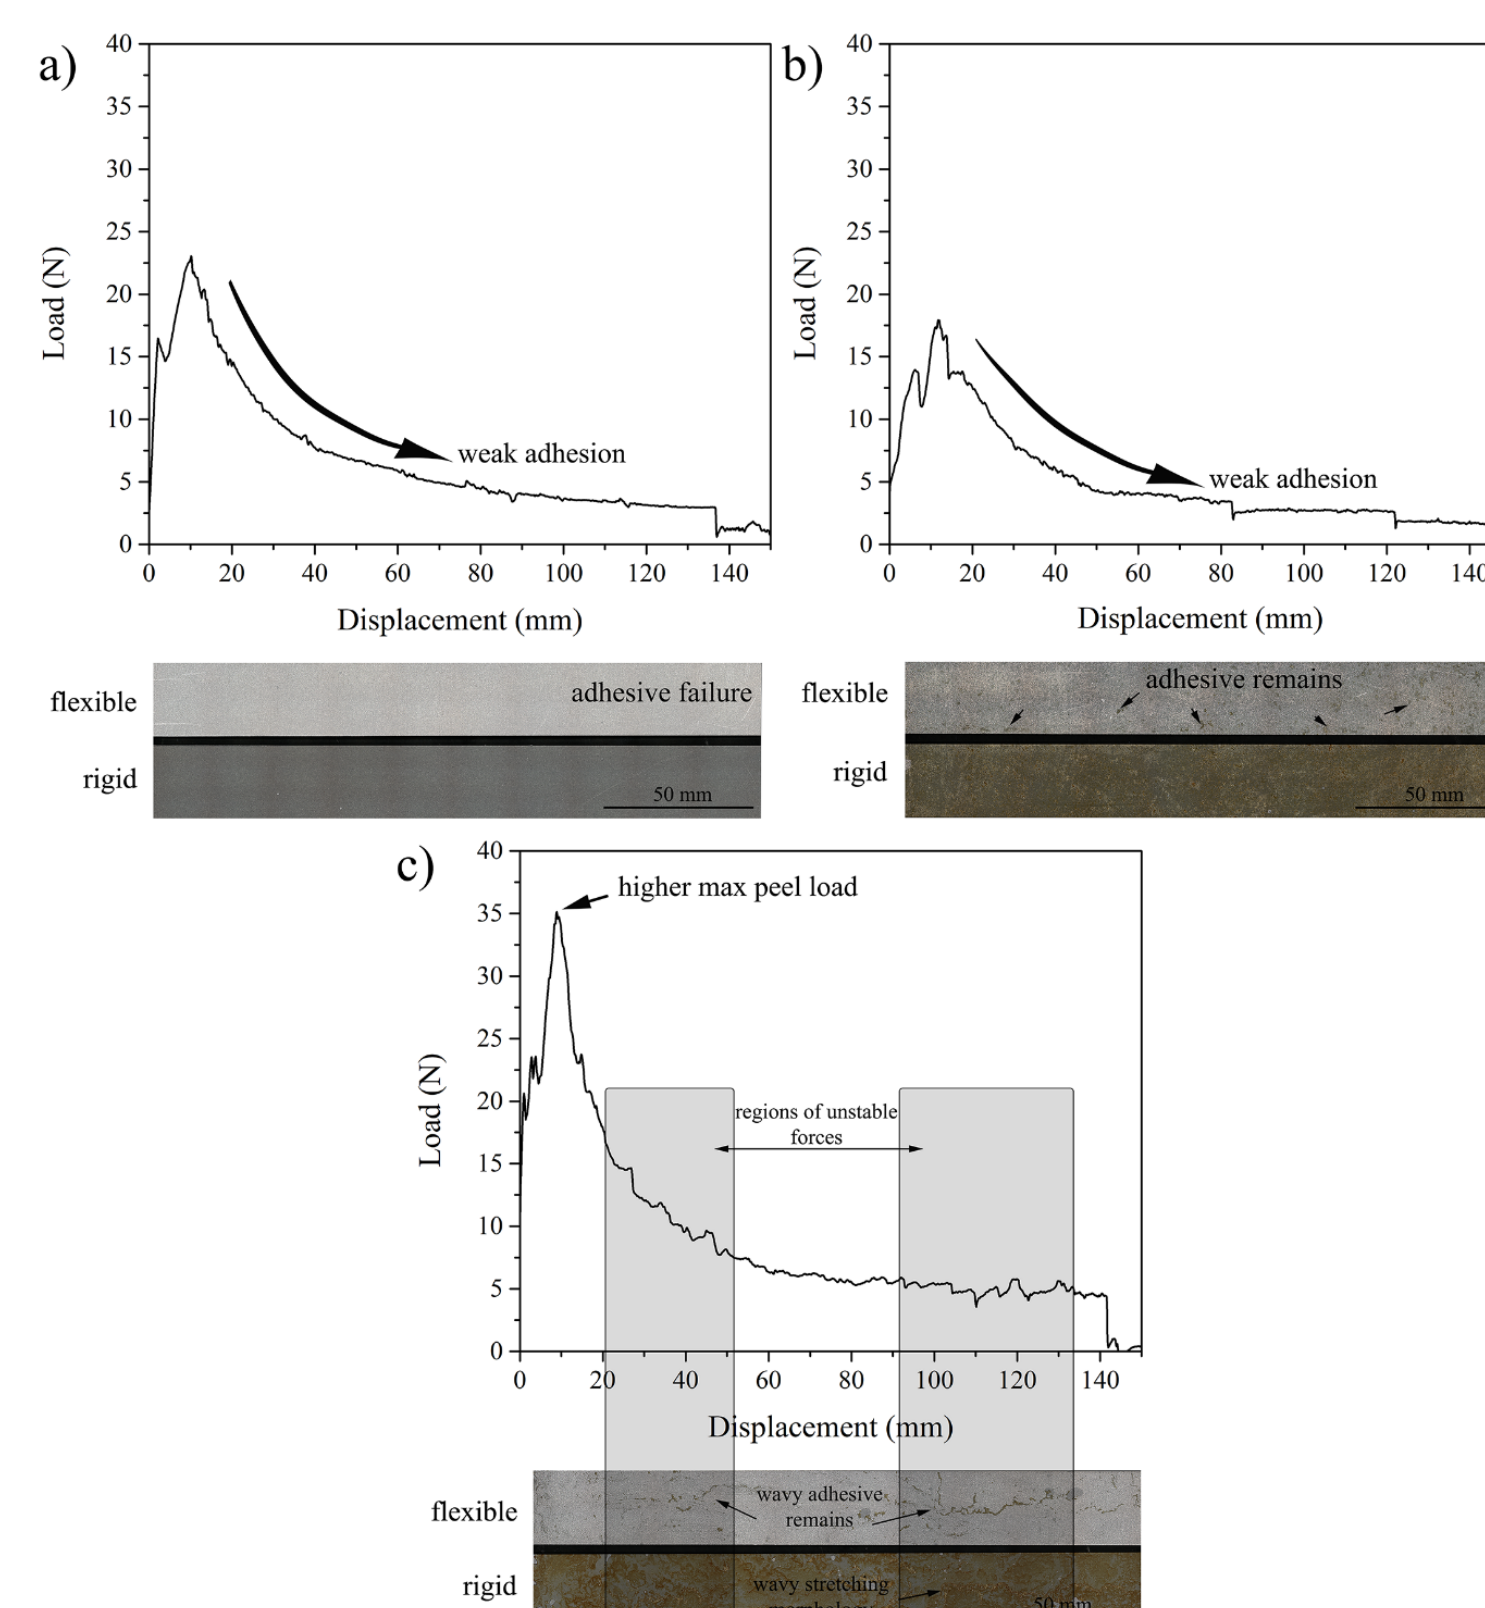 a)
40
35
30
25
20
15
10
5
0
Load (N)
weak adhesion
0 20 40 60 80 100 120 140
Displacement (mm)
flexible
adhesive failure
rigid
50 mm
b)
40
35
30
25
20
15
10
5
0
Load (N)
weak adhesion
0 20 40 60 80 100 120 140
Displacement (mm)
flexible
adhesive remains
rigid
50 mm
c)
40
35
30
25
20
15
10
5
0
Load (N)
higher max peel load
regions of unstable
forces
0 20 40 60 80 100 120 140
Displacement (mm)
flexible
wavy adhesive
remains
rigid
wavy stretching
morphology
50 mm